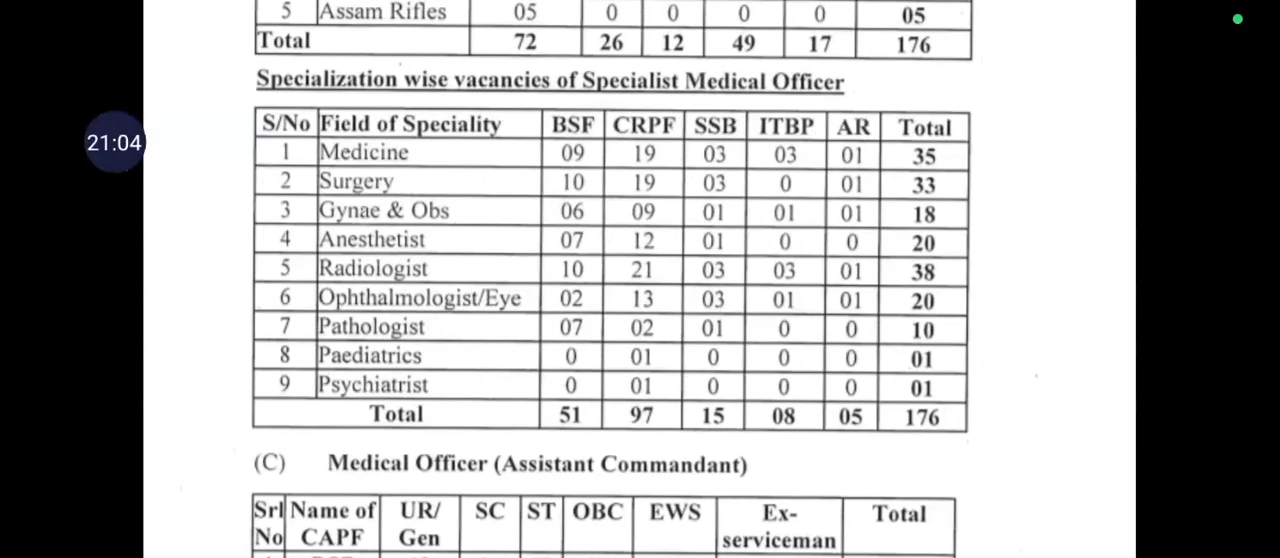 5 Assam Rifles 05 0 0 0 0 05
Total 72 26 12 49 17 176
Specialization wise vacancies of Specialist Medical Officer
S/No Field of Speciality BSF CRPF SSB ITBP AR Total
1 Medicine 09 19 03 03 01 35
2 Surgery 10 19 03 0 01 33
3 Gynae & Obs 06 09 01 01 01 18
4 Anesthetist 07 12 01 0 0 20
5 Radiologist 10 21 03 03 01 38
6 Ophthalmologist/Eye 02 13 03 01 01 20
7 Pathologist 07 02 01 0 0 10
8 Paediatrics 0 01 0 0 0 01
9 Psychiatrist 0 01 0 0 0 01
Total 51 97 15 08 05 176
21:04
(C) Medical Officer (Assistant Commandant)
Srl Name of UR/ SC ST OBC EWS Ex- Total
No CAPF Gen serviceman